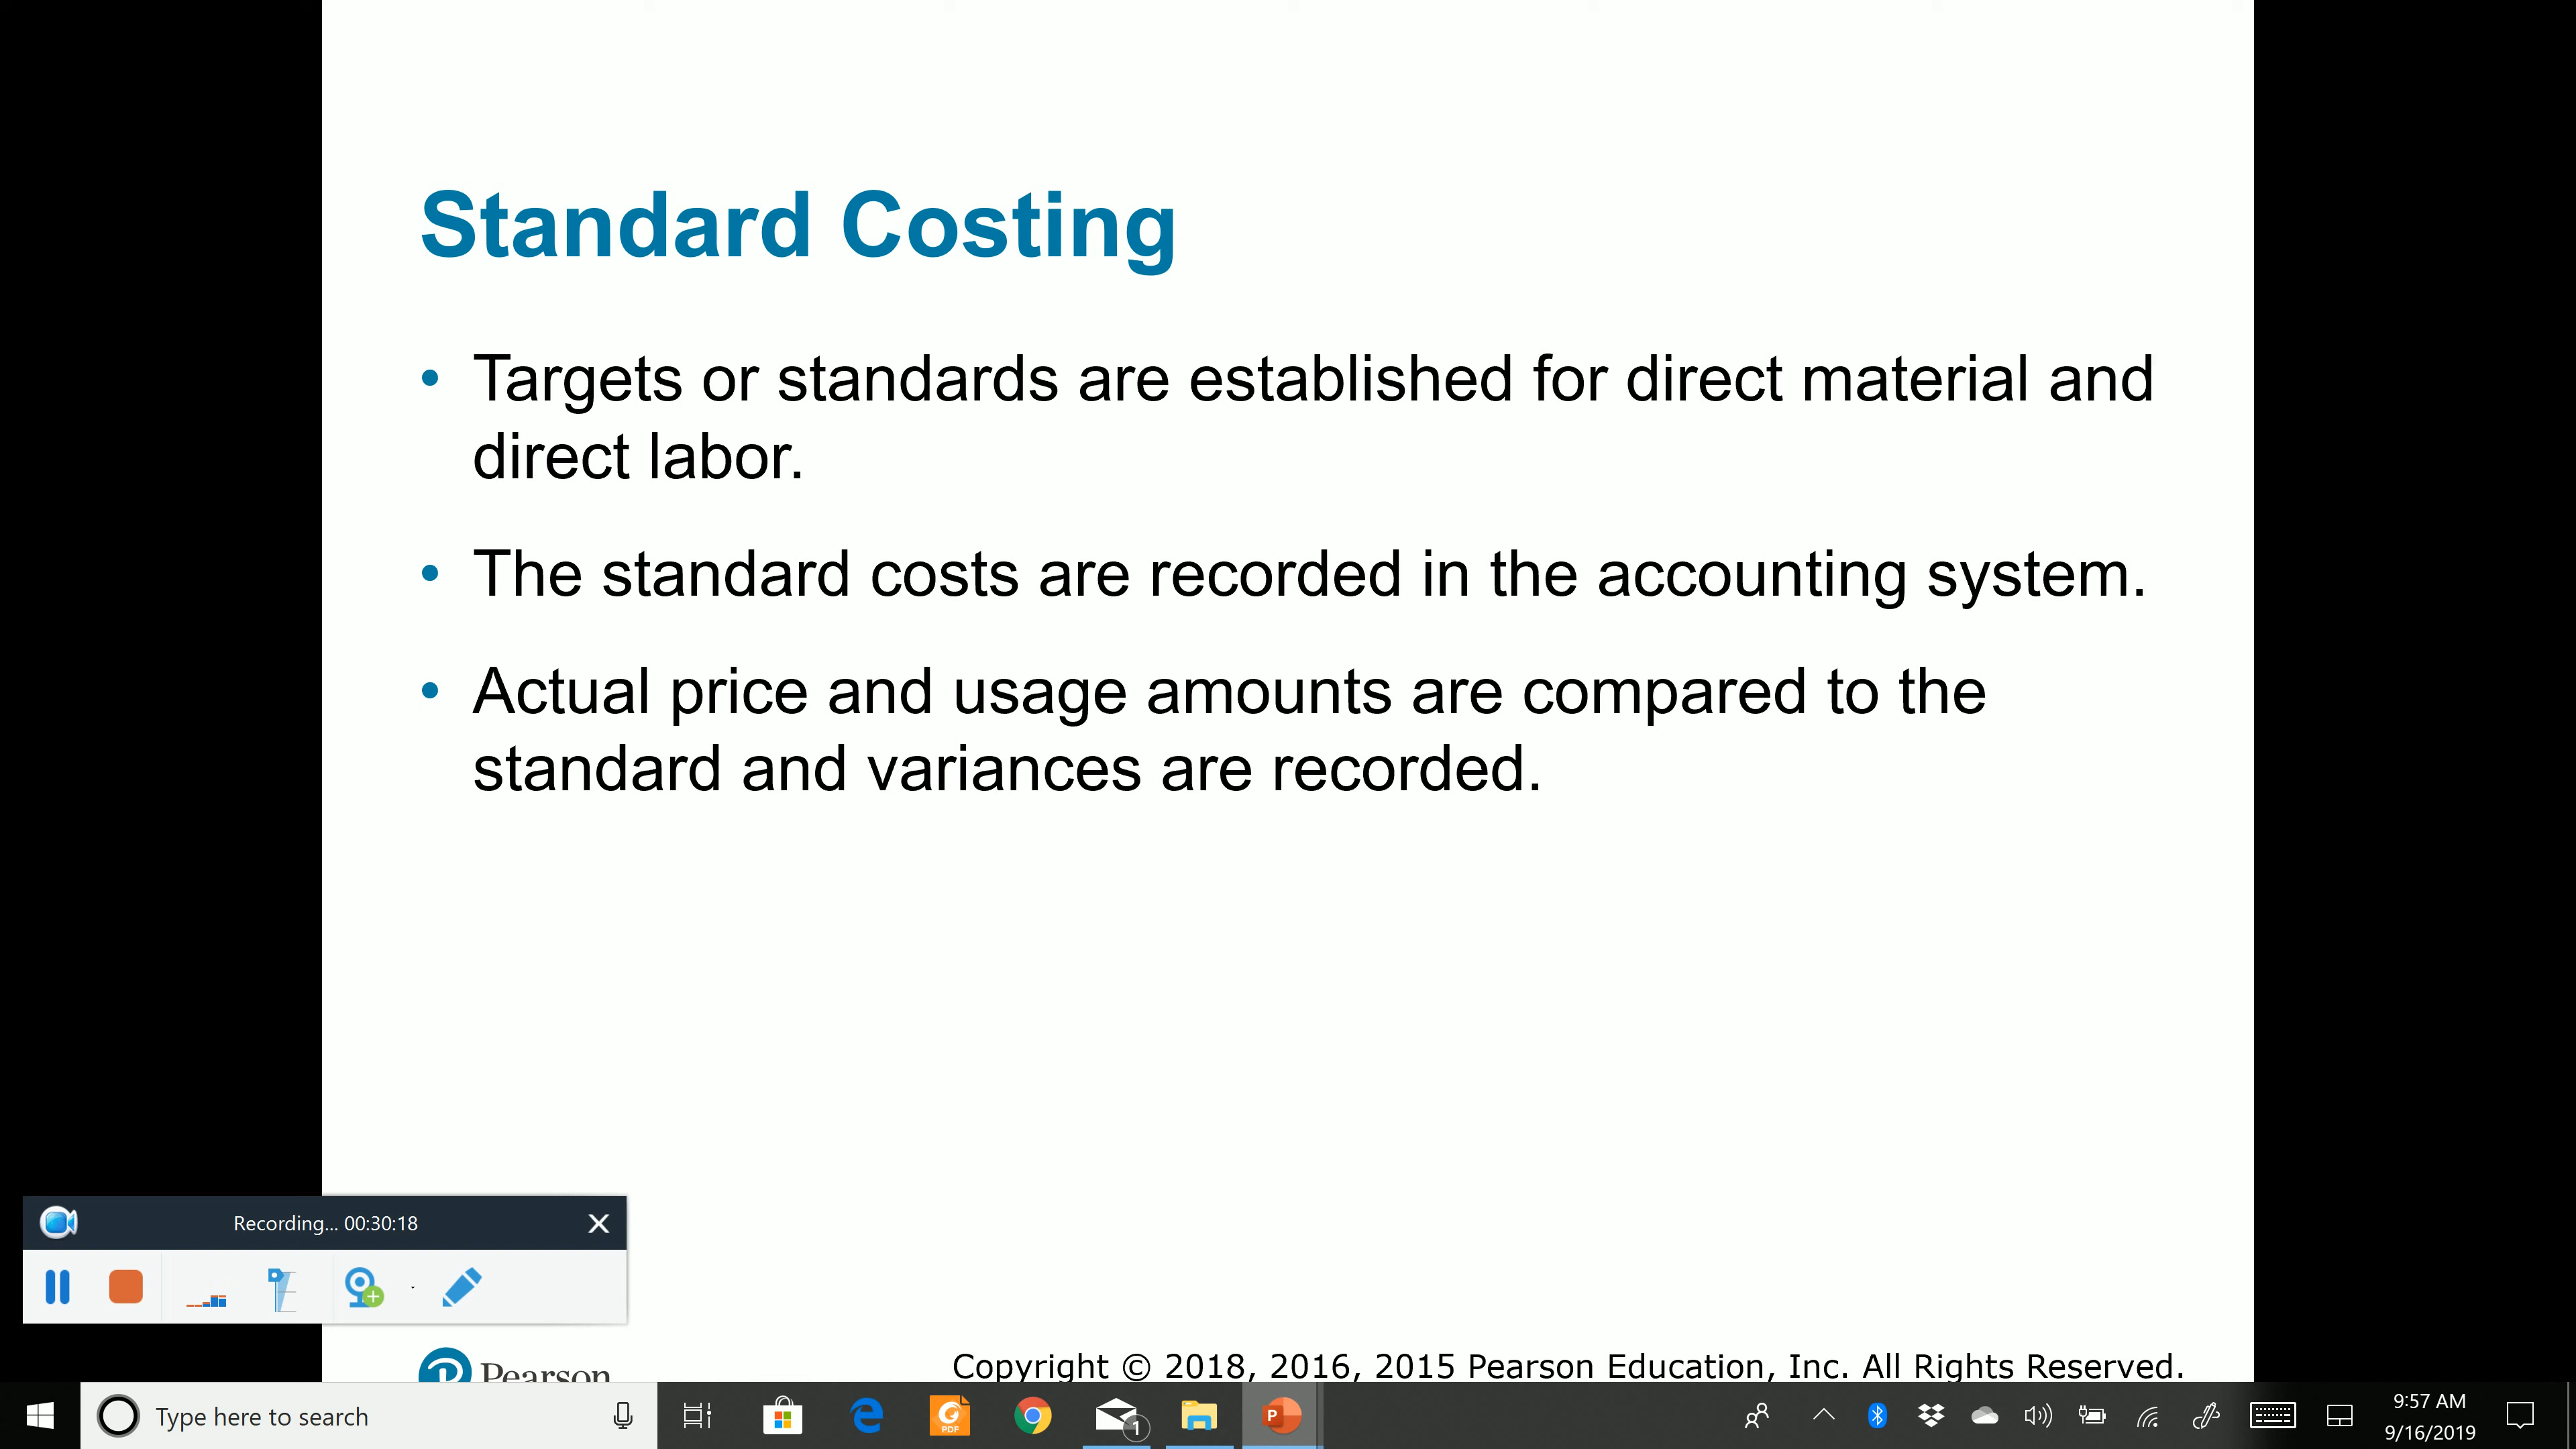 Standard Costing
• Targets or standards are established for direct material and
direct labor.
• The standard costs are recorded in the accounting system.
• Actual price and usage amounts are compared to the
standard and variances are recorded.
Recording... 00:30:18
Pearson
Copyright © 2018, 2016, 2015 Pearson Education, Inc. All Rights Reserved.
Type here to search
PDF
1
P
9:57 AM
9/16/2019